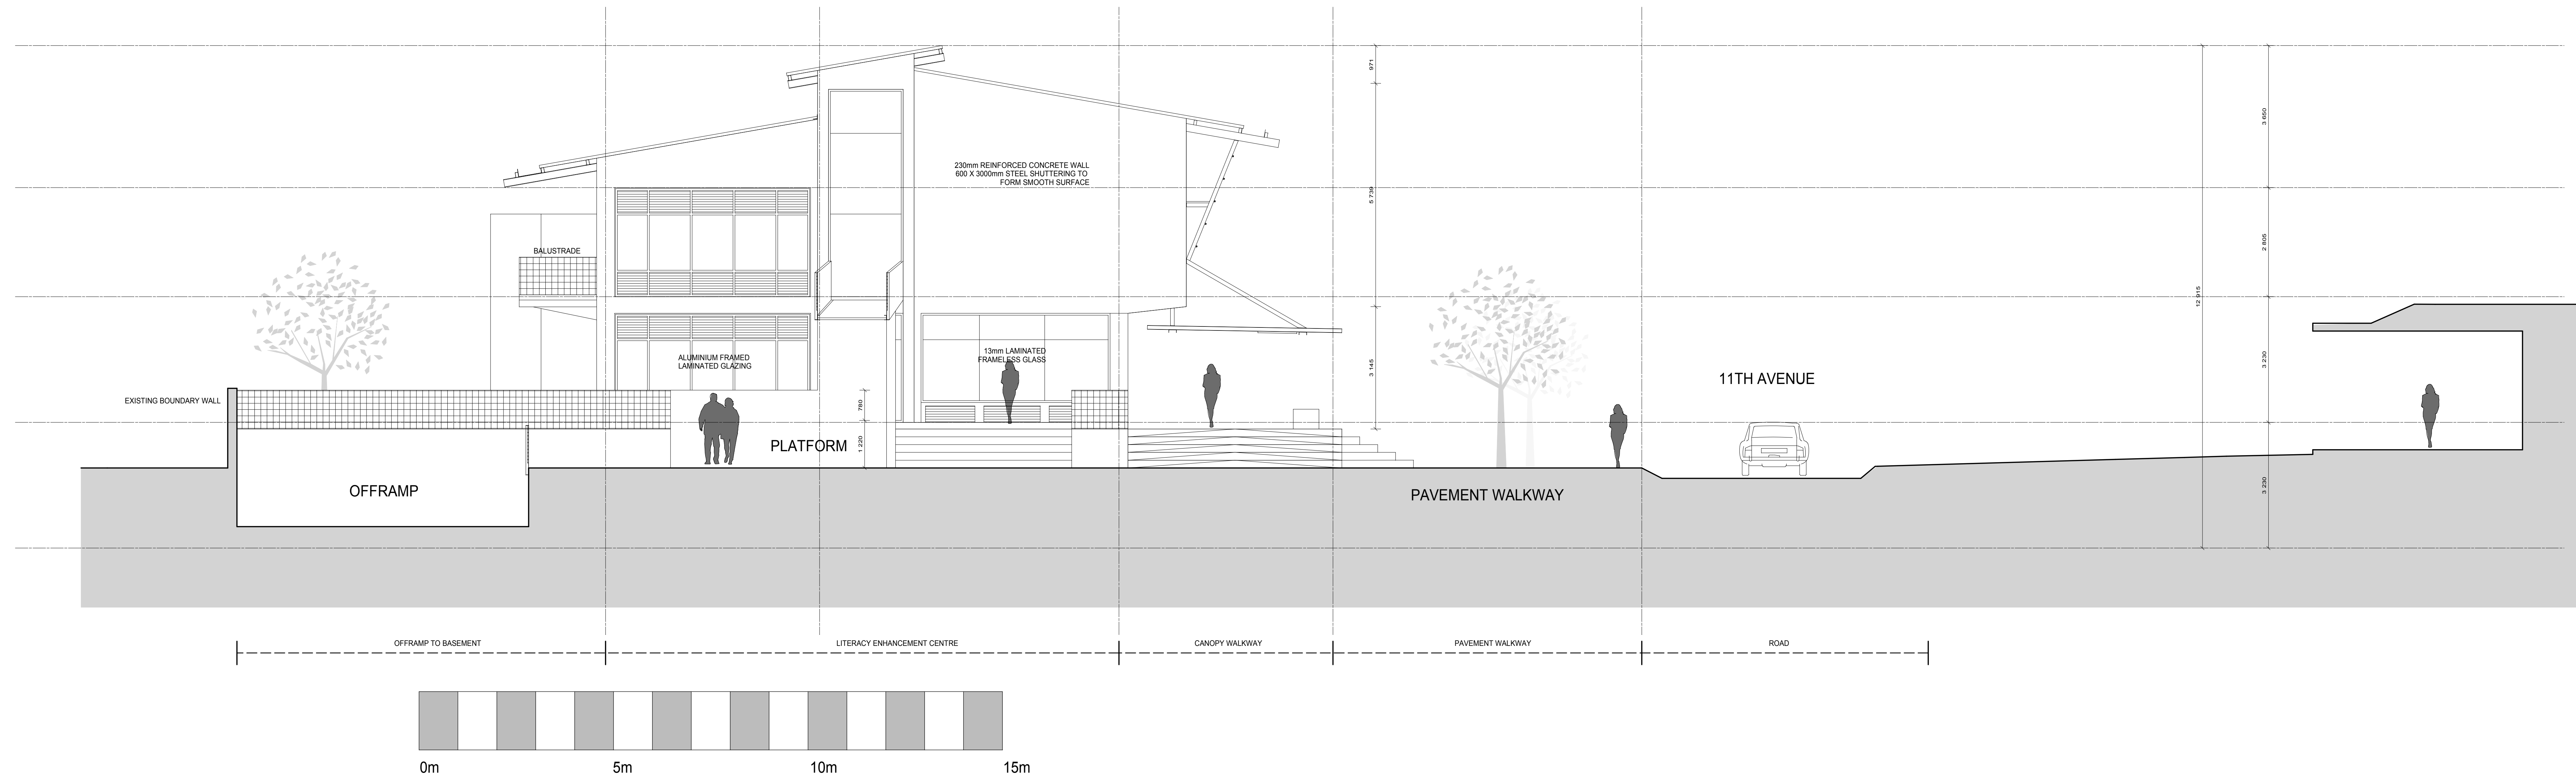 971
3 650
230mm REINFORCED CONCRETE WALL
600 X 3000mm STEEL SHUTTERING TO
FORM SMOOTH SURFACE
5 739
BALUSTRADE
2 805
12 915
ALUMINIUM FRAMED
LAMINATED GLAZING
13mm LAMINATED
FRAMELESS GLASS
3 145
3 230
11TH AVENUE
EXISTING BOUNDARY WALL
780
PLATFORM
1 220
OFFRAMP
PAVEMENT WALKWAY
3 230
OFFRAMP TO BASEMENT
LITERACY ENHANCEMENT CENTRE
CANOPY WALKWAY
PAVEMENT WALKWAY
ROAD
0m
5m
10m
15m